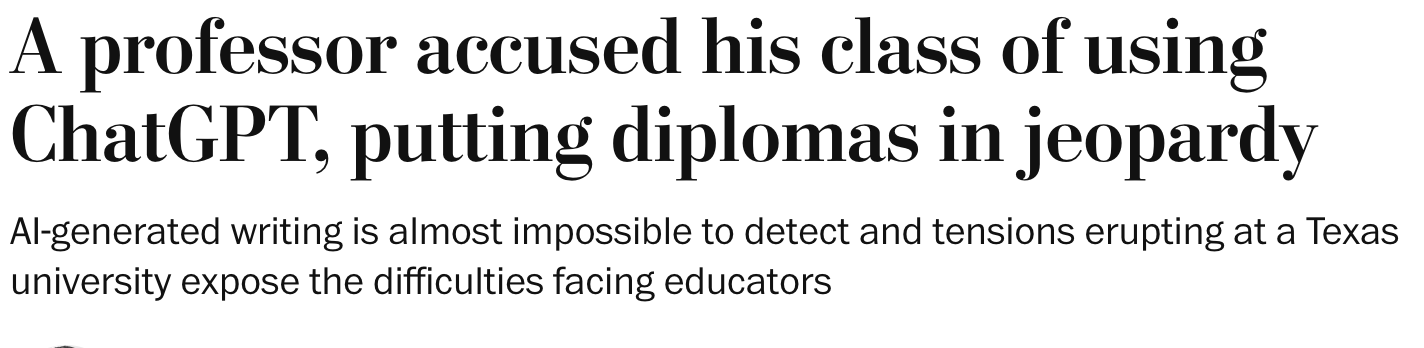 A professor accused his class of using
ChatGPT, putting diplomas in jeopardy
AI-generated writing is almost impossible to detect and tensions erupting at a Texas
university expose the difficulties facing educators